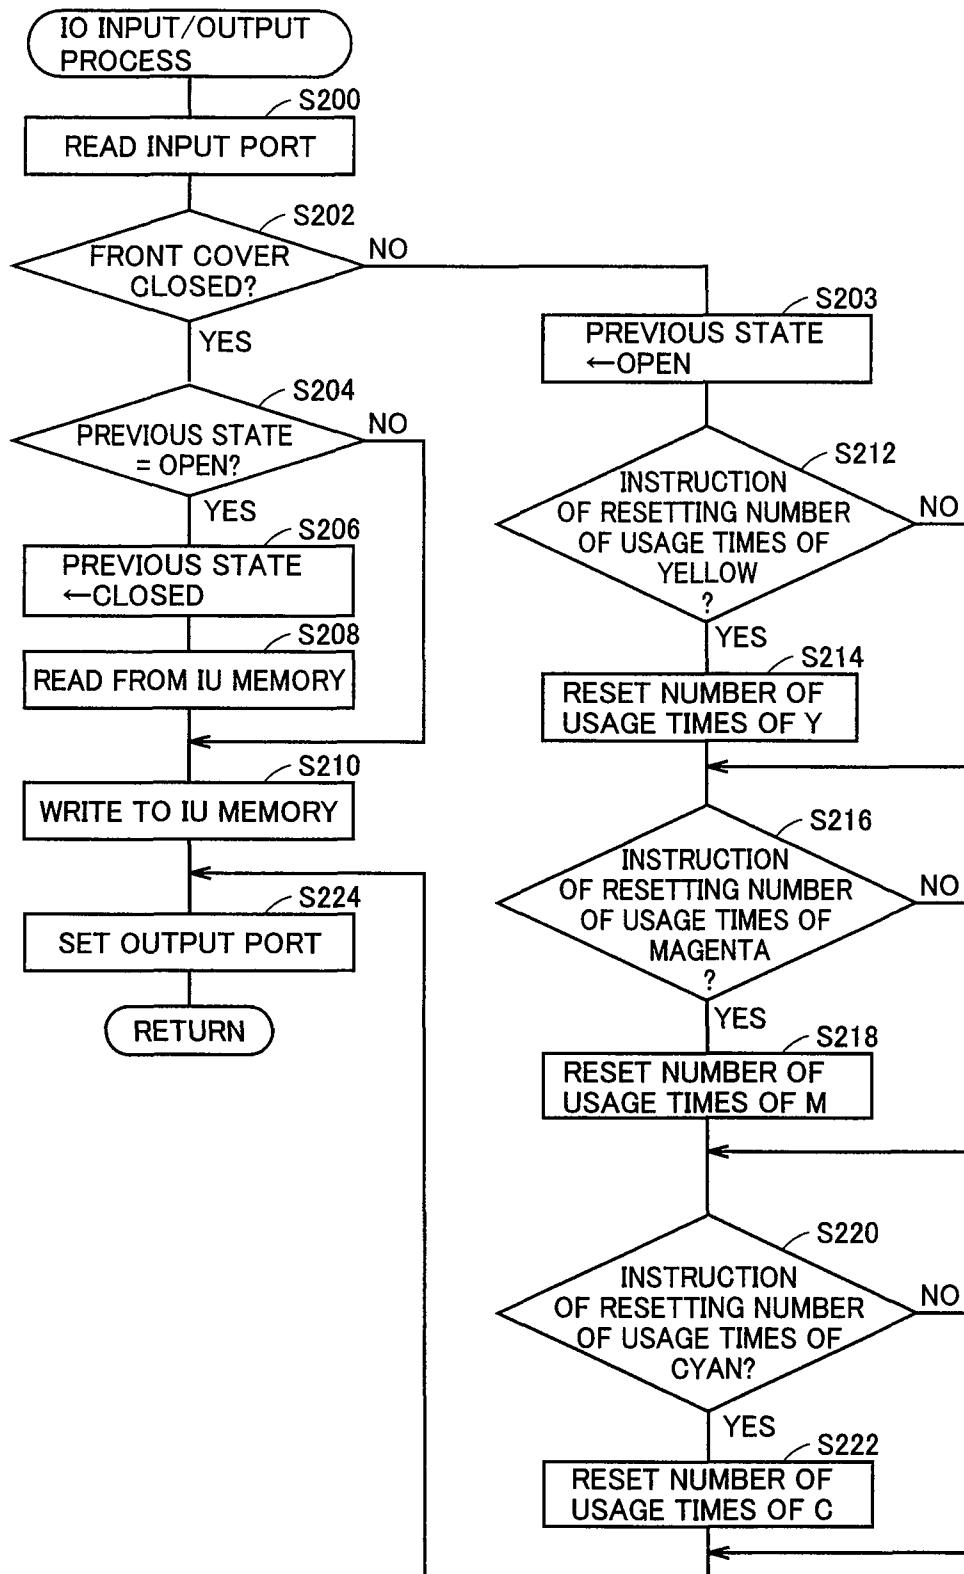 IO INPUT/OUTPUT
PROCESS
S200
READ INPUT PORT
S202
FRONT COVER
CLOSED?
NO
YES
S204
PREVIOUS STATE
= OPEN?
NO
YES
S206
PREVIOUS STATE
←CLOSED
S208
READ FROM IU MEMORY
S210
WRITE TO IU MEMORY
S224
SET OUTPUT PORT
RETURN
S203
PREVIOUS STATE
←OPEN
S212
INSTRUCTION
OF RESETTING NUMBER
OF USAGE TIMES OF
YELLOW
?
NO
YES
S214
RESET NUMBER OF
USAGE TIMES OF Y
S216
INSTRUCTION
OF RESETTING NUMBER
OF USAGE TIMES OF
MAGENTA
?
NO
YES
S218
RESET NUMBER OF
USAGE TIMES OF M
S220
INSTRUCTION
OF RESETTING NUMBER
OF USAGE TIMES OF
CYAN?
NO
YES
S222
RESET NUMBER OF
USAGE TIMES OF C